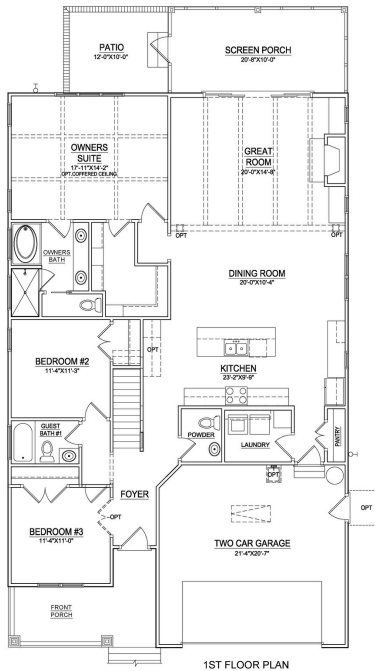 PATIO
12'-0"X10'-0"
SCREEN PORCH
20'-8"X10'-0"
OWNERS
SUITE
17'-11"X14'-2"
OPT.COFFERED CEILING
GREAT
ROOM
20'-0"X14'-8"
OPT
OPT
OWNERS
BATH
DINING ROOM
20'-0"X10'-4"
OPT
BEDROOM #2
11'-4"X11'-3"
KITCHEN
23'-2"X9'-9"
GUEST
BATH #1
POWDER
LAUNDRY
PANTRY
OPT
FOYER
OPT
OPT
BEDROOM #3
11'-4"X11'-0"
TWO CAR GARAGE
21'-4"X20'-7"
FRONT
PORCH
1ST FLOOR PLAN